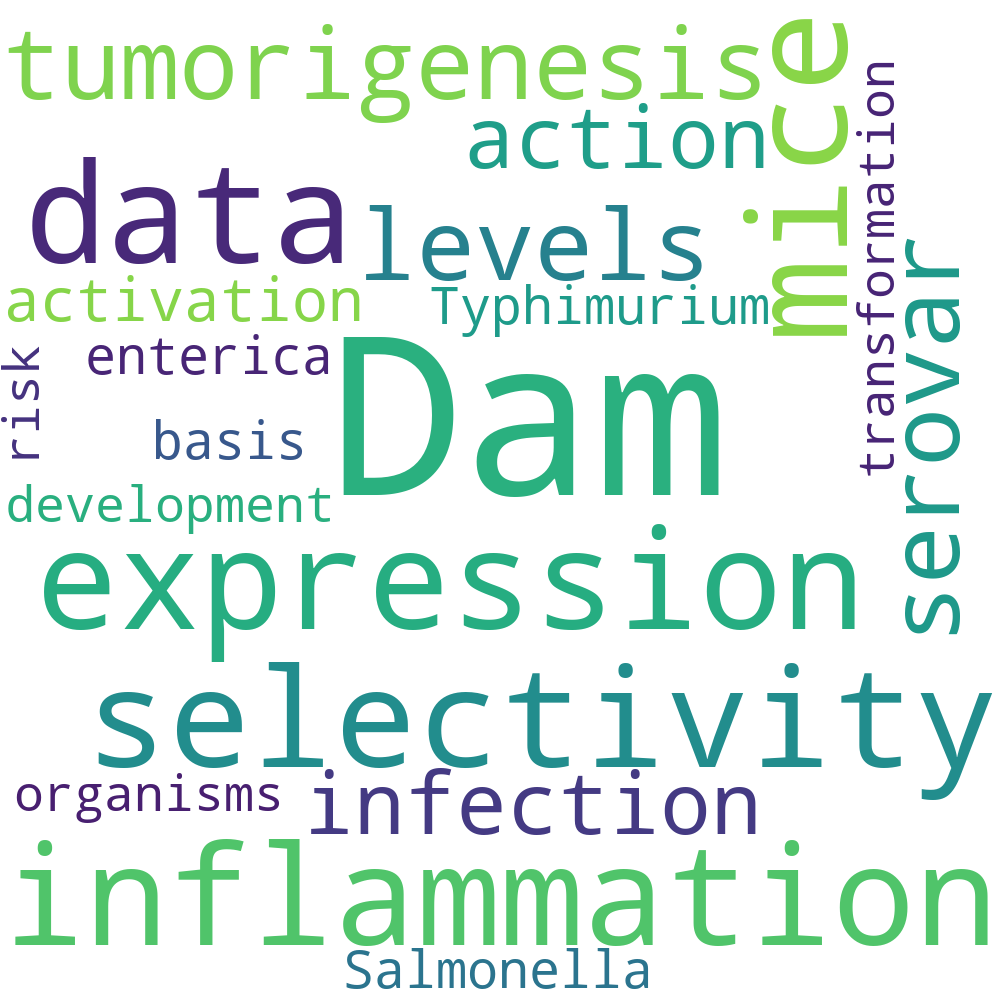 tumorigenesis
mice
action
transformation
data
levels
serovar
activation
Typhimurium
enterica
risk
Dam
basis
development
expression
selectivity
organisms
infection
inflammation
Salmonella